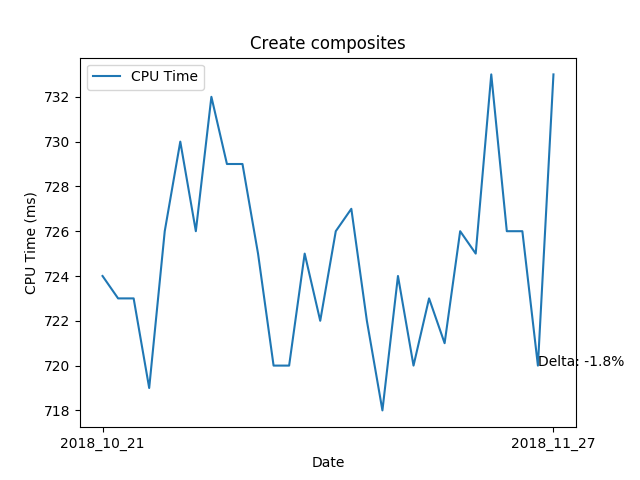 Create composites
CPU Time
732
730
728
726
724
722
720
718
CPU Time (ms)
Delta: -1.8%
2018_10_21
2018_11_27
Date